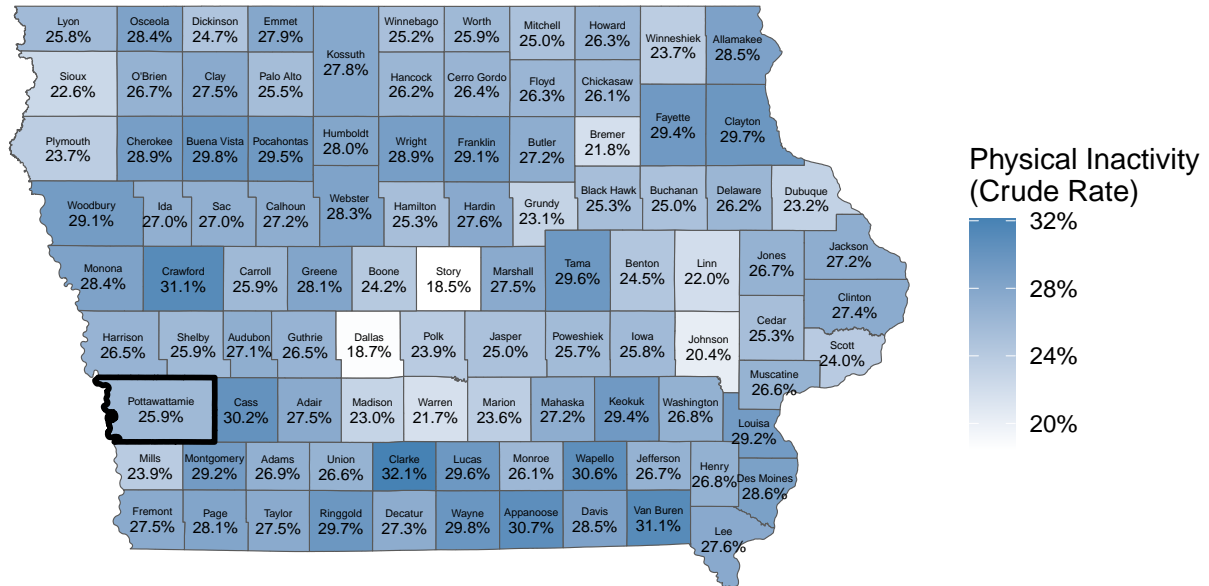 Lyon
25.8%
Osceola
28.4%
Dickinson
24.7%
Emmet
27.9%
Kossuth
27.8%
Winnebago
25.2%
Worth
25.9%
Mitchell
25.0%
Howard
26.3%
Winneshiek
23.7%
Allamakee
28.5%
Sioux
22.6%
O'Brien
26.7%
Clay
27.5%
Palo Alto
25.5%
Hancock
26.2%
Cerro Gordo
26.4%
Floyd
26.3%
Chickasaw
26.1%
Fayette
29.4%
Clayton
29.7%
Plymouth
23.7%
Cherokee
28.9%
Buena Vista
29.8%
Pocahontas
29.5%
Humboldt
28.0%
Wright
28.9%
Franklin
29.1%
Butler
27.2%
Bremer
21.8%
Woodbury
29.1%
Ida
27.0%
Sac
27.0%
Calhoun
27.2%
Webster
28.3%
Hamilton
25.3%
Hardin
27.6%
Grundy
23.1%
Black Hawk
25.3%
Buchanan
25.0%
Delaware
26.2%
Dubuque
23.2%
Monona
28.4%
Crawford
31.1%
Carroll
25.9%
Greene
28.1%
Boone
24.2%
Story
18.5%
Marshall
27.5%
Tama
29.6%
Benton
24.5%
Linn
22.0%
Jones
26.7%
Jackson
27.2%
Clinton
27.4%
Harrison
26.5%
Shelby
25.9%
Audubon
27.1%
Guthrie
26.5%
Dallas
18.7%
Polk
23.9%
Jasper
25.0%
Poweshiek
25.7%
Iowa
25.8%
Johnson
20.4%
Cedar
25.3%
Scott
24.0%
Muscatine
26.6%
Pottawattamie
25.9%
Cass
30.2%
Adair
27.5%
Madison
23.0%
Warren
21.7%
Marion
23.6%
Mahaska
27.2%
Keokuk
29.4%
Washington
26.8%
Louisa
29.2%
Mills
23.9%
Montgomery
29.2%
Adams
26.9%
Union
26.6%
Clarke
32.1%
Lucas
29.6%
Monroe
26.1%
Wapello
30.6%
Jefferson
26.7%
Henry
26.8%
Des Moines
28.6%
Fremont
27.5%
Page
28.1%
Taylor
27.5%
Ringgold
29.7%
Decatur
27.3%
Wayne
29.8%
Appanoose
30.7%
Davis
28.5%
Van Buren
31.1%
Lee
27.6%
Physical Inactivity
(Crude Rate)
32%
28%
24%
20%